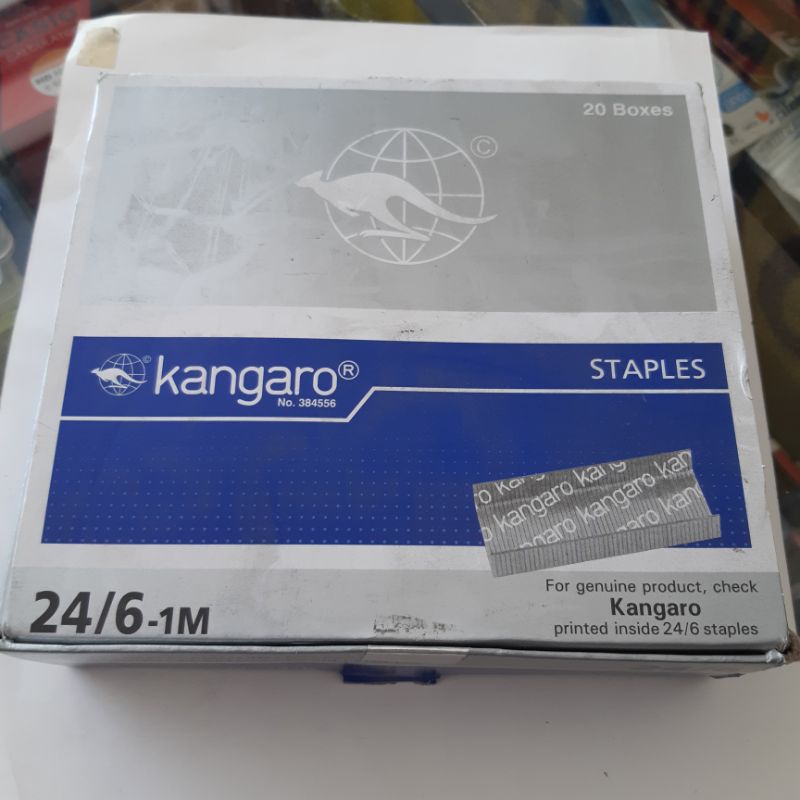 20 Boxes
©
© kangaro®
No. 384556
STAPLES
kangaro kangaro
kangaro kangaro
24/6-1M
For genuine product, check
Kangaro
printed inside 24/6 staples